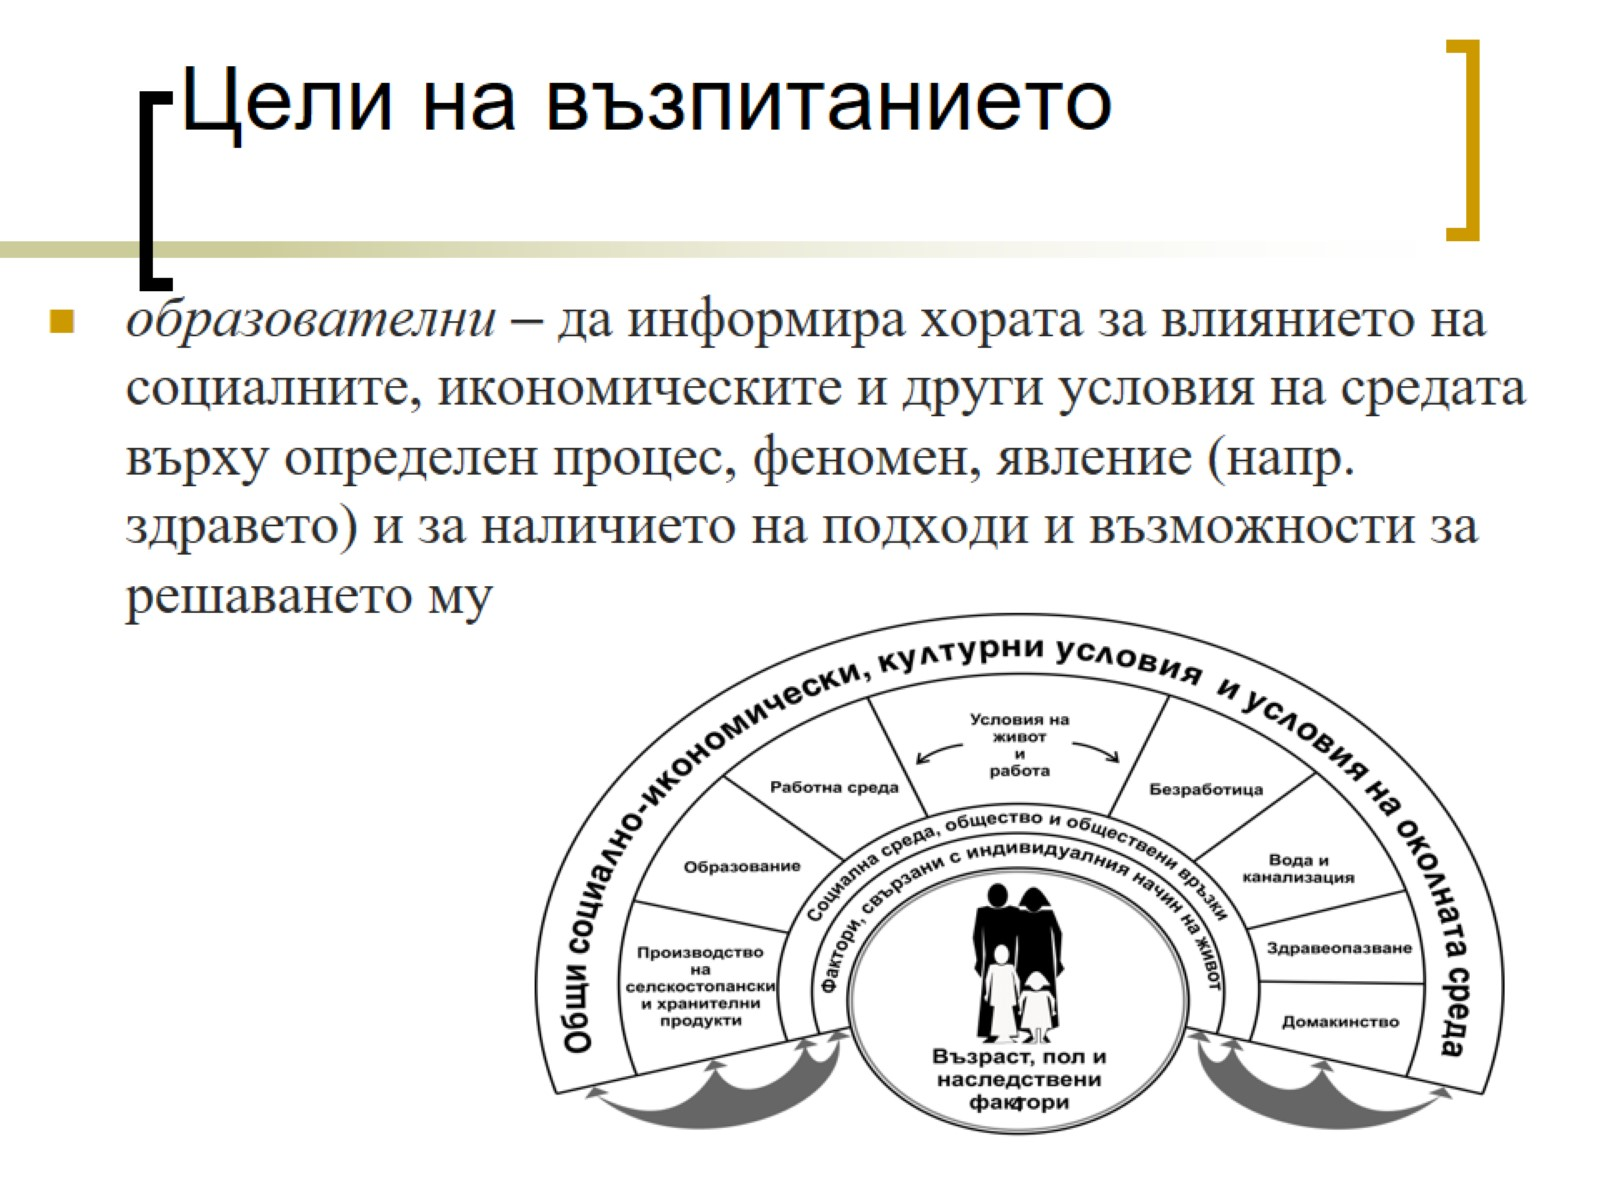 Цели на възпитанието
образователни – да информира хората за влиянието на
социалните, икономическите и други условия на средата
върху определен процес, феномен, явление (напр.
здравето) и за наличието на подходи и възможности за
решаването му
Общи социално-икономически, културни условия и условия на околната среда
Условия на
живот
и
работа
Работна среда
Безработица
Образование
Вода и
канализация
Производство
на
селскостопански
и хранителни
продукти
Здравеопазване
Домакинство
Социална среда, общество и обществени връзки
Фактори, свързани с индивидуалния начин на живот
Възраст, пол и
наследствени
фактори
4